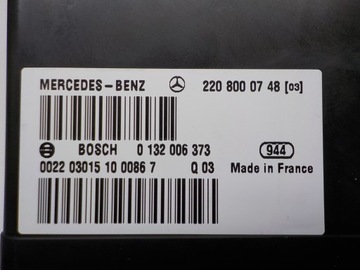 MERCEDES-BENZ 220 800 07 48 [03]
BOSCH 0 132 006 373 944
0022 03015 10 0086 7 Q 03 Made in France